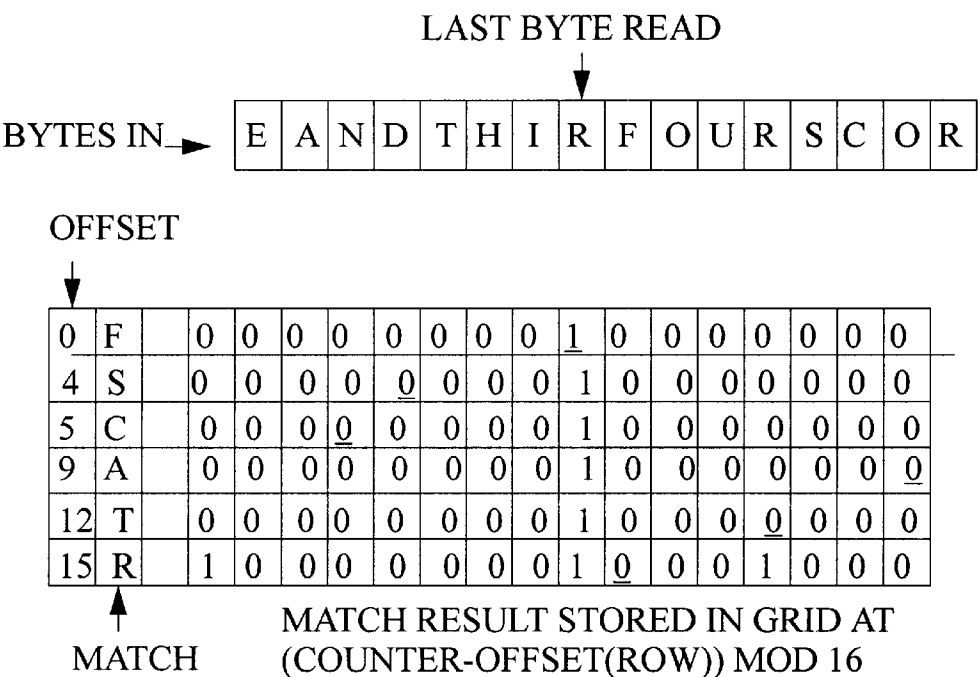 LAST BYTE READ
BYTES IN E A N D T H I R F O U R S C O R
OFFSET
0 F 0 0 0 0 0 0 0 0 1 0 0 0 0 0 0 0
4 S 0 0 0 0 0 0 0 0 1 0 0 0 0 0 0 0
5 C 0 0 0 0 0 0 0 0 1 0 0 0 0 0 0 0
9 A 0 0 0 0 0 0 0 0 1 0 0 0 0 0 0 0
12 T 0 0 0 0 0 0 0 0 1 0 0 0 0 0 0 0
15 R 1 0 0 0 0 0 0 0 1 0 0 0 1 0 0 0
MATCH RESULT STORED IN GRID AT
MATCH (COUNTER-OFFSET(ROW)) MOD 16